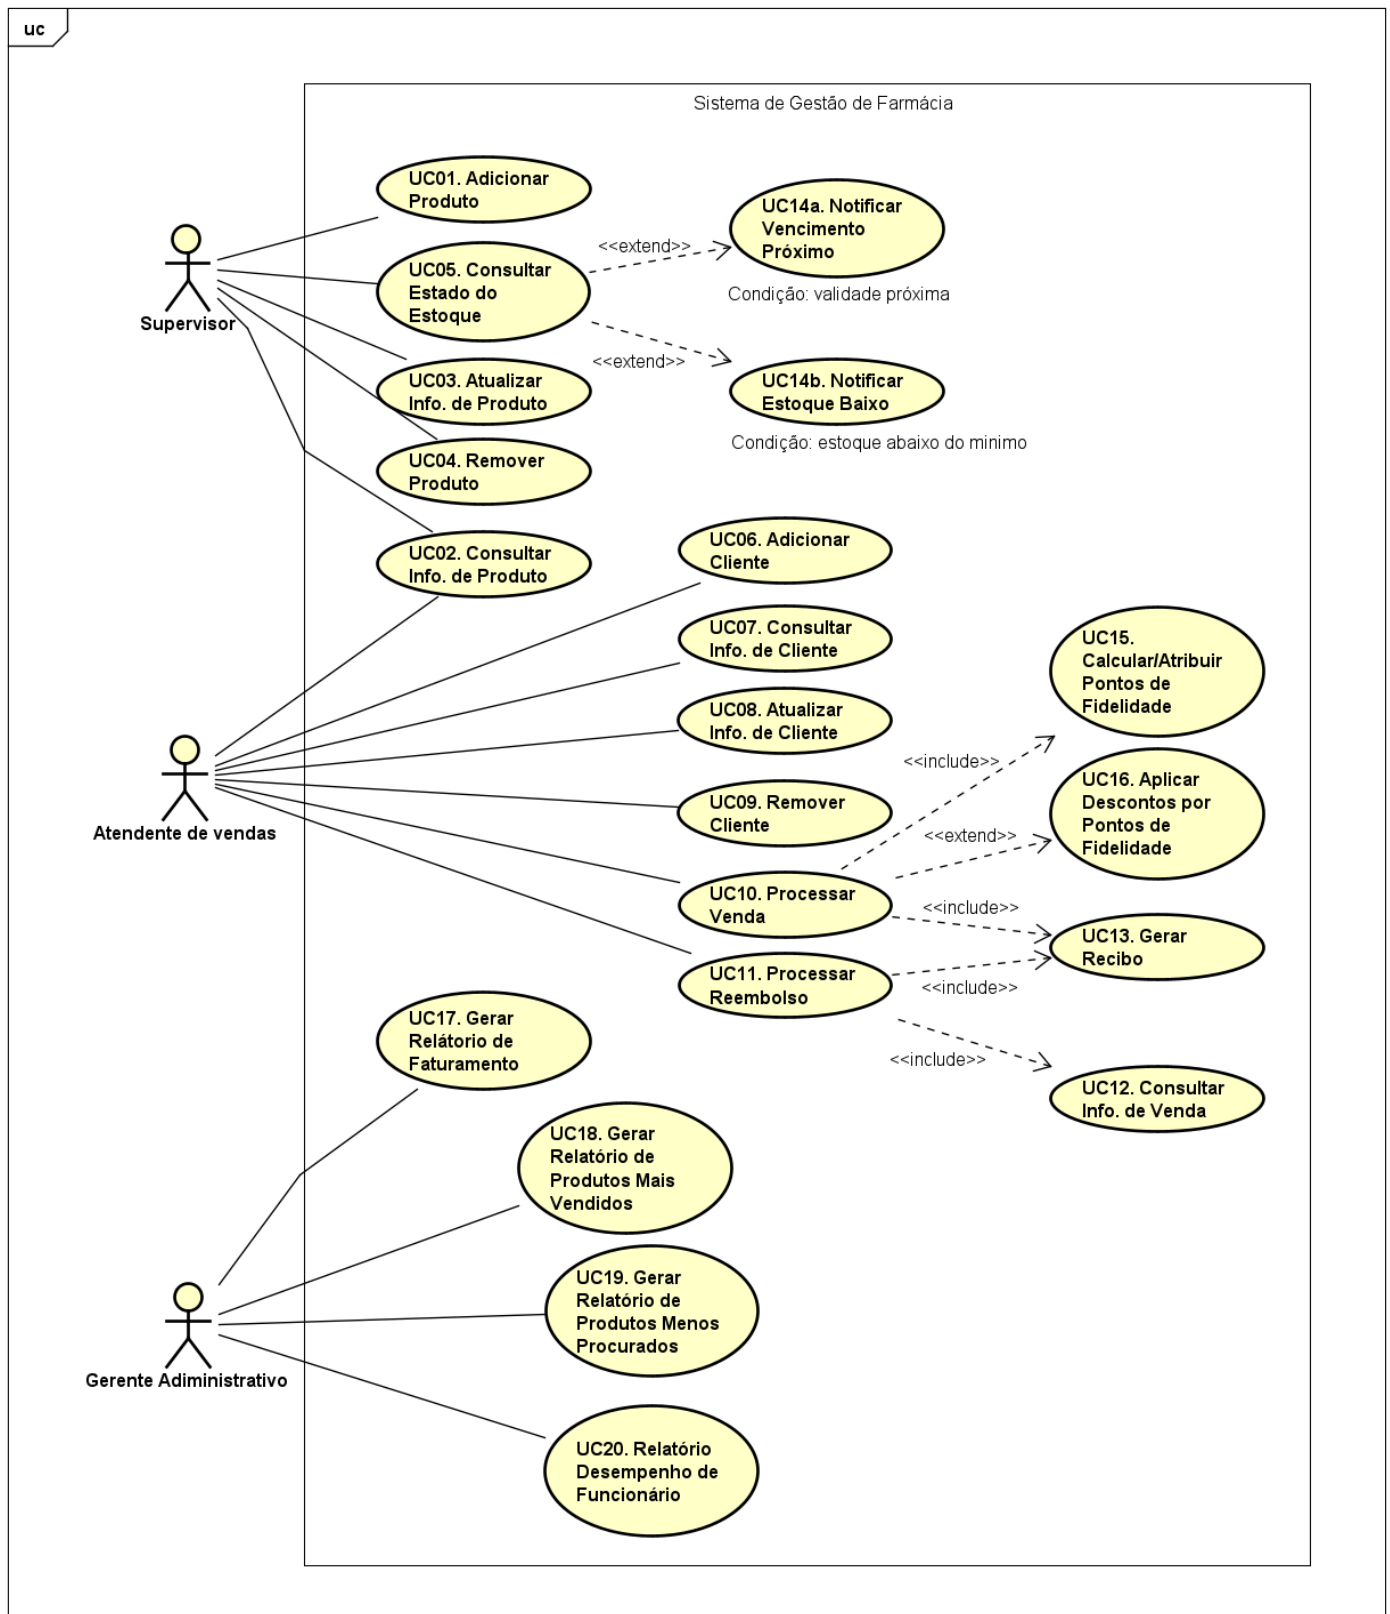 uc
Sistema de Gestão de Farmácia
UC01. Adicionar
Produto
UC14a. Notificar
Vencimento
Próximo
<<extend>>
UC05. Consultar
Estado do
Estoque
Condição: validade próxima
Supervisor
<<extend>>
UC03. Atualizar
Info. de Produto
UC14b. Notificar
Estoque Baixo
Condição: estoque abaixo do minimo
UC04. Remover
Produto
UC02. Consultar
Info. de Produto
UC06. Adicionar
Cliente
UC07. Consultar
Info. de Cliente
UC15.
Calcular/Atribuir
Pontos de
Fidelidade
UC08. Atualizar
Info. de Cliente
<<include>>
UC16. Aplicar
Descontos por
Pontos de
Fidelidade
UC09. Remover
Cliente
Atendente de vendas
<<extend>>
UC10. Processar
Venda
<<include>>
UC13. Gerar
Recibo
UC11. Processar
Reembolso
<<include>>
UC17. Gerar
Relátorio de
Faturamento
<<include>>
UC12. Consultar
Info. de Venda
UC18. Gerar
Relatório de
Produtos Mais
Vendidos
UC19. Gerar
Relatório de
Produtos Menos
Procurados
Gerente Adiministrativo
UC20. Relatório
Desempenho de
Funcionário